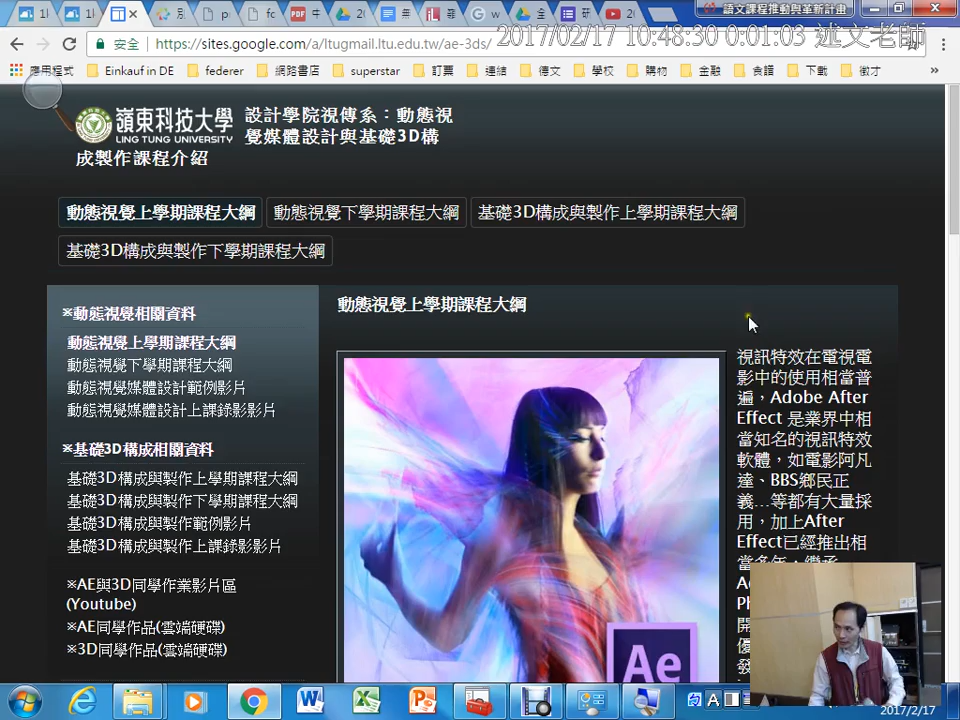 語文課程推動與革新計畫
2017/02/17 10:48:30 0:01:03 述文老師
安全 https://sites.google.com/a/ltugmail.ltu.edu.tw/ae-3ds/
應用程式 Einkauf in DE federer 網路書店 superstar 訂票 連結 德文 學校 購物 金融 食譜 下載 徵才 »
嶺東科技大學
LING TUNG UNIVERSITY
設計學院視傳系：動態視
覺媒體設計與基礎3D構
成製作課程介紹
動態視覺上學期課程大綱 動態視覺下學期課程大綱 基礎3D構成與製作上學期課程大綱
基礎3D構成與製作下學期課程大綱
※動態視覺相關資料
動態視覺上學期課程大綱
動態視覺下學期課程大綱
動態視覺媒體設計範例影片
動態視覺媒體設計上課錄影影片
※基礎3D構成相關資料
基礎3D構成與製作上學期課程大綱
基礎3D構成與製作下學期課程大綱
基礎3D構成與製作範例影片
基礎3D構成與製作上課錄影影片
※AE與3D同學作業影片區
(Youtube)
※AE同學作品(雲端硬碟)
※3D同學作品(雲端硬碟)
動態視覺上學期課程大綱
Ae
視訊特效在電視電
影中的使用相當普
遍，Adobe After
Effect 是業界中相
當知名的視訊特效
軟體，如電影阿凡
達、BBS鄉民正
義…等都有大量採
用，加上After
Effect已經推出相
2017/2/17